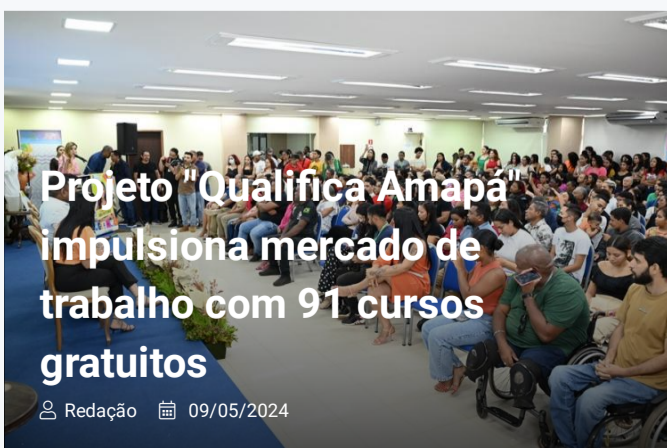 Projeto "Qualifica Amapá"
impulsiona mercado de
trabalho com 91 cursos
gratuitos
Redação 09/05/2024